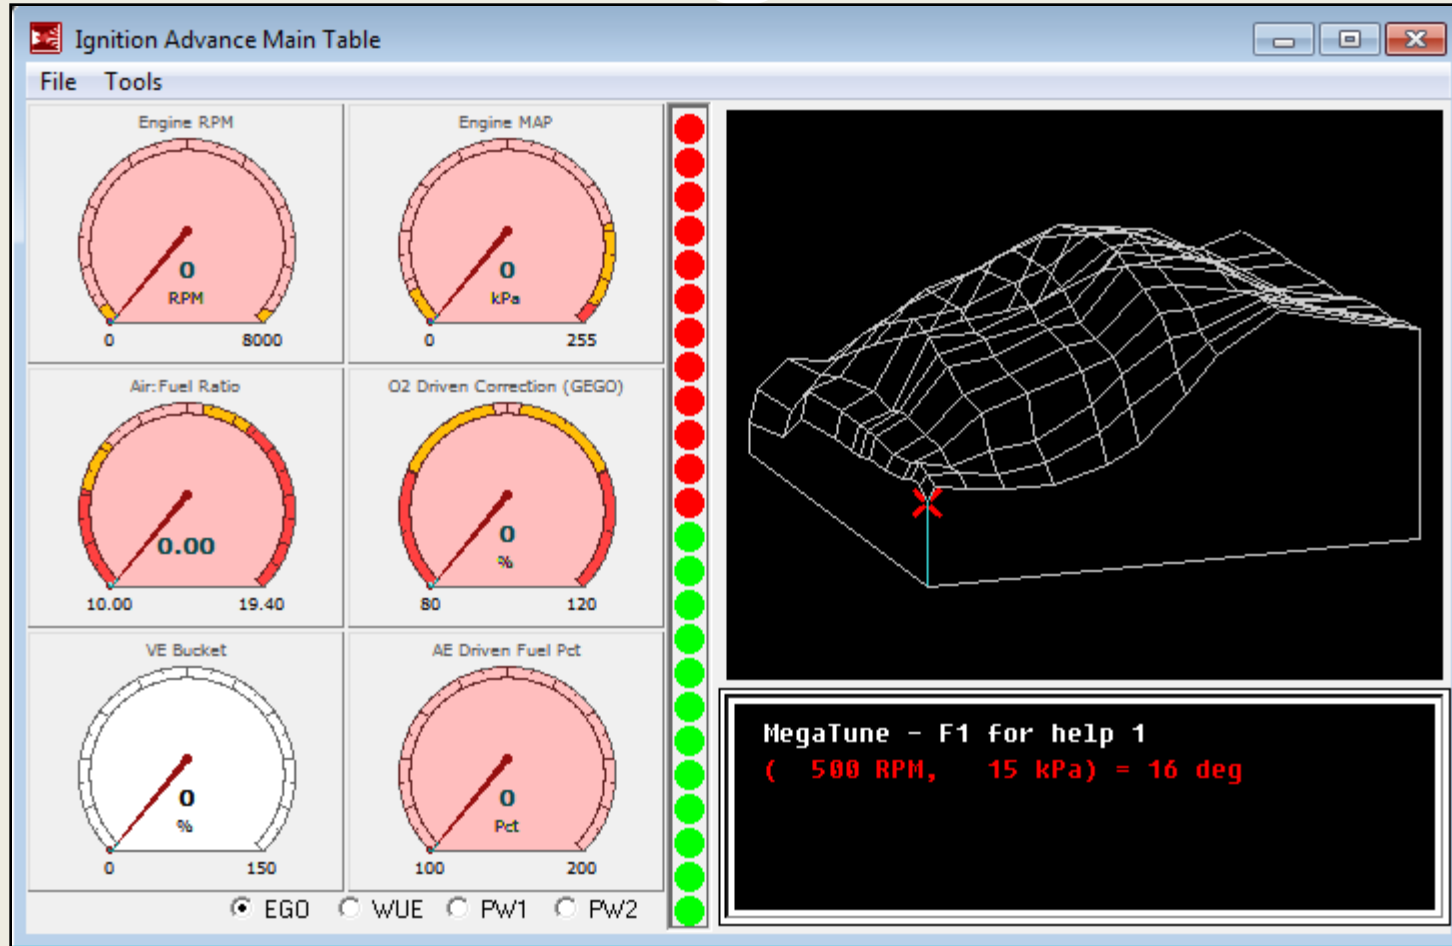 Ignition Advance Main Table
File Tools
Engine RPM
0
RPM
0 8000
Engine MAP
0
kPa
0 255
Air:Fuel Ratio
0.00
10.00 19.40
O2 Driven Correction (GEGO)
0
%
80 120
VE Bucket
0
%
0 150
AE Driven Fuel Pct
0
Pct
100 200
EGO WUE PW1 PW2
MegaTune - F1 for help 1
( 500 RPM, 15 kPa) = 16 deg